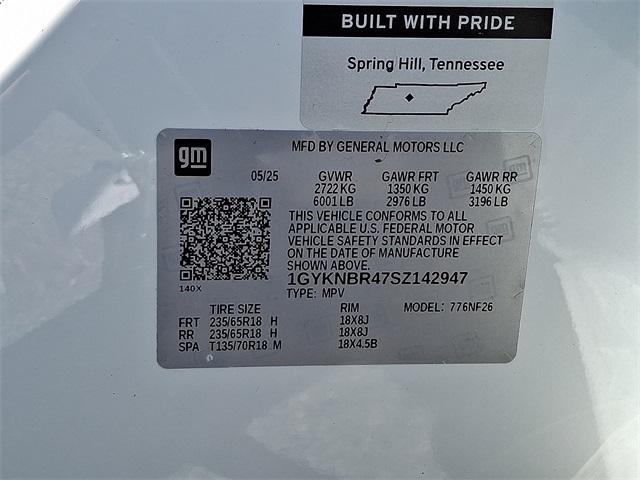 BUILT WITH PRIDE
Spring Hill, Tennessee
gm
MFD BY GENERAL MOTORS LLC
05/25 GVWR GAWR FRT GAWR RR
2722 KG 1350 KG 1450 KG
6001 LB 2976 LB 3196 LB
THIS VEHICLE CONFORMS TO ALL
APPLICABLE U.S. FEDERAL MOTOR
VEHICLE SAFETY STANDARDS IN EFFECT
ON THE DATE OF MANUFACTURE
SHOWN ABOVE.
140X
1GYKNBR47SZ142947
TYPE: MPV
TIRE SIZE RIM MODEL: 776NF26
FRT 235/65R18 H 18X8J
RR 235/65R18 H 18X8J
SPA T135/70R18 M 18X4.5B